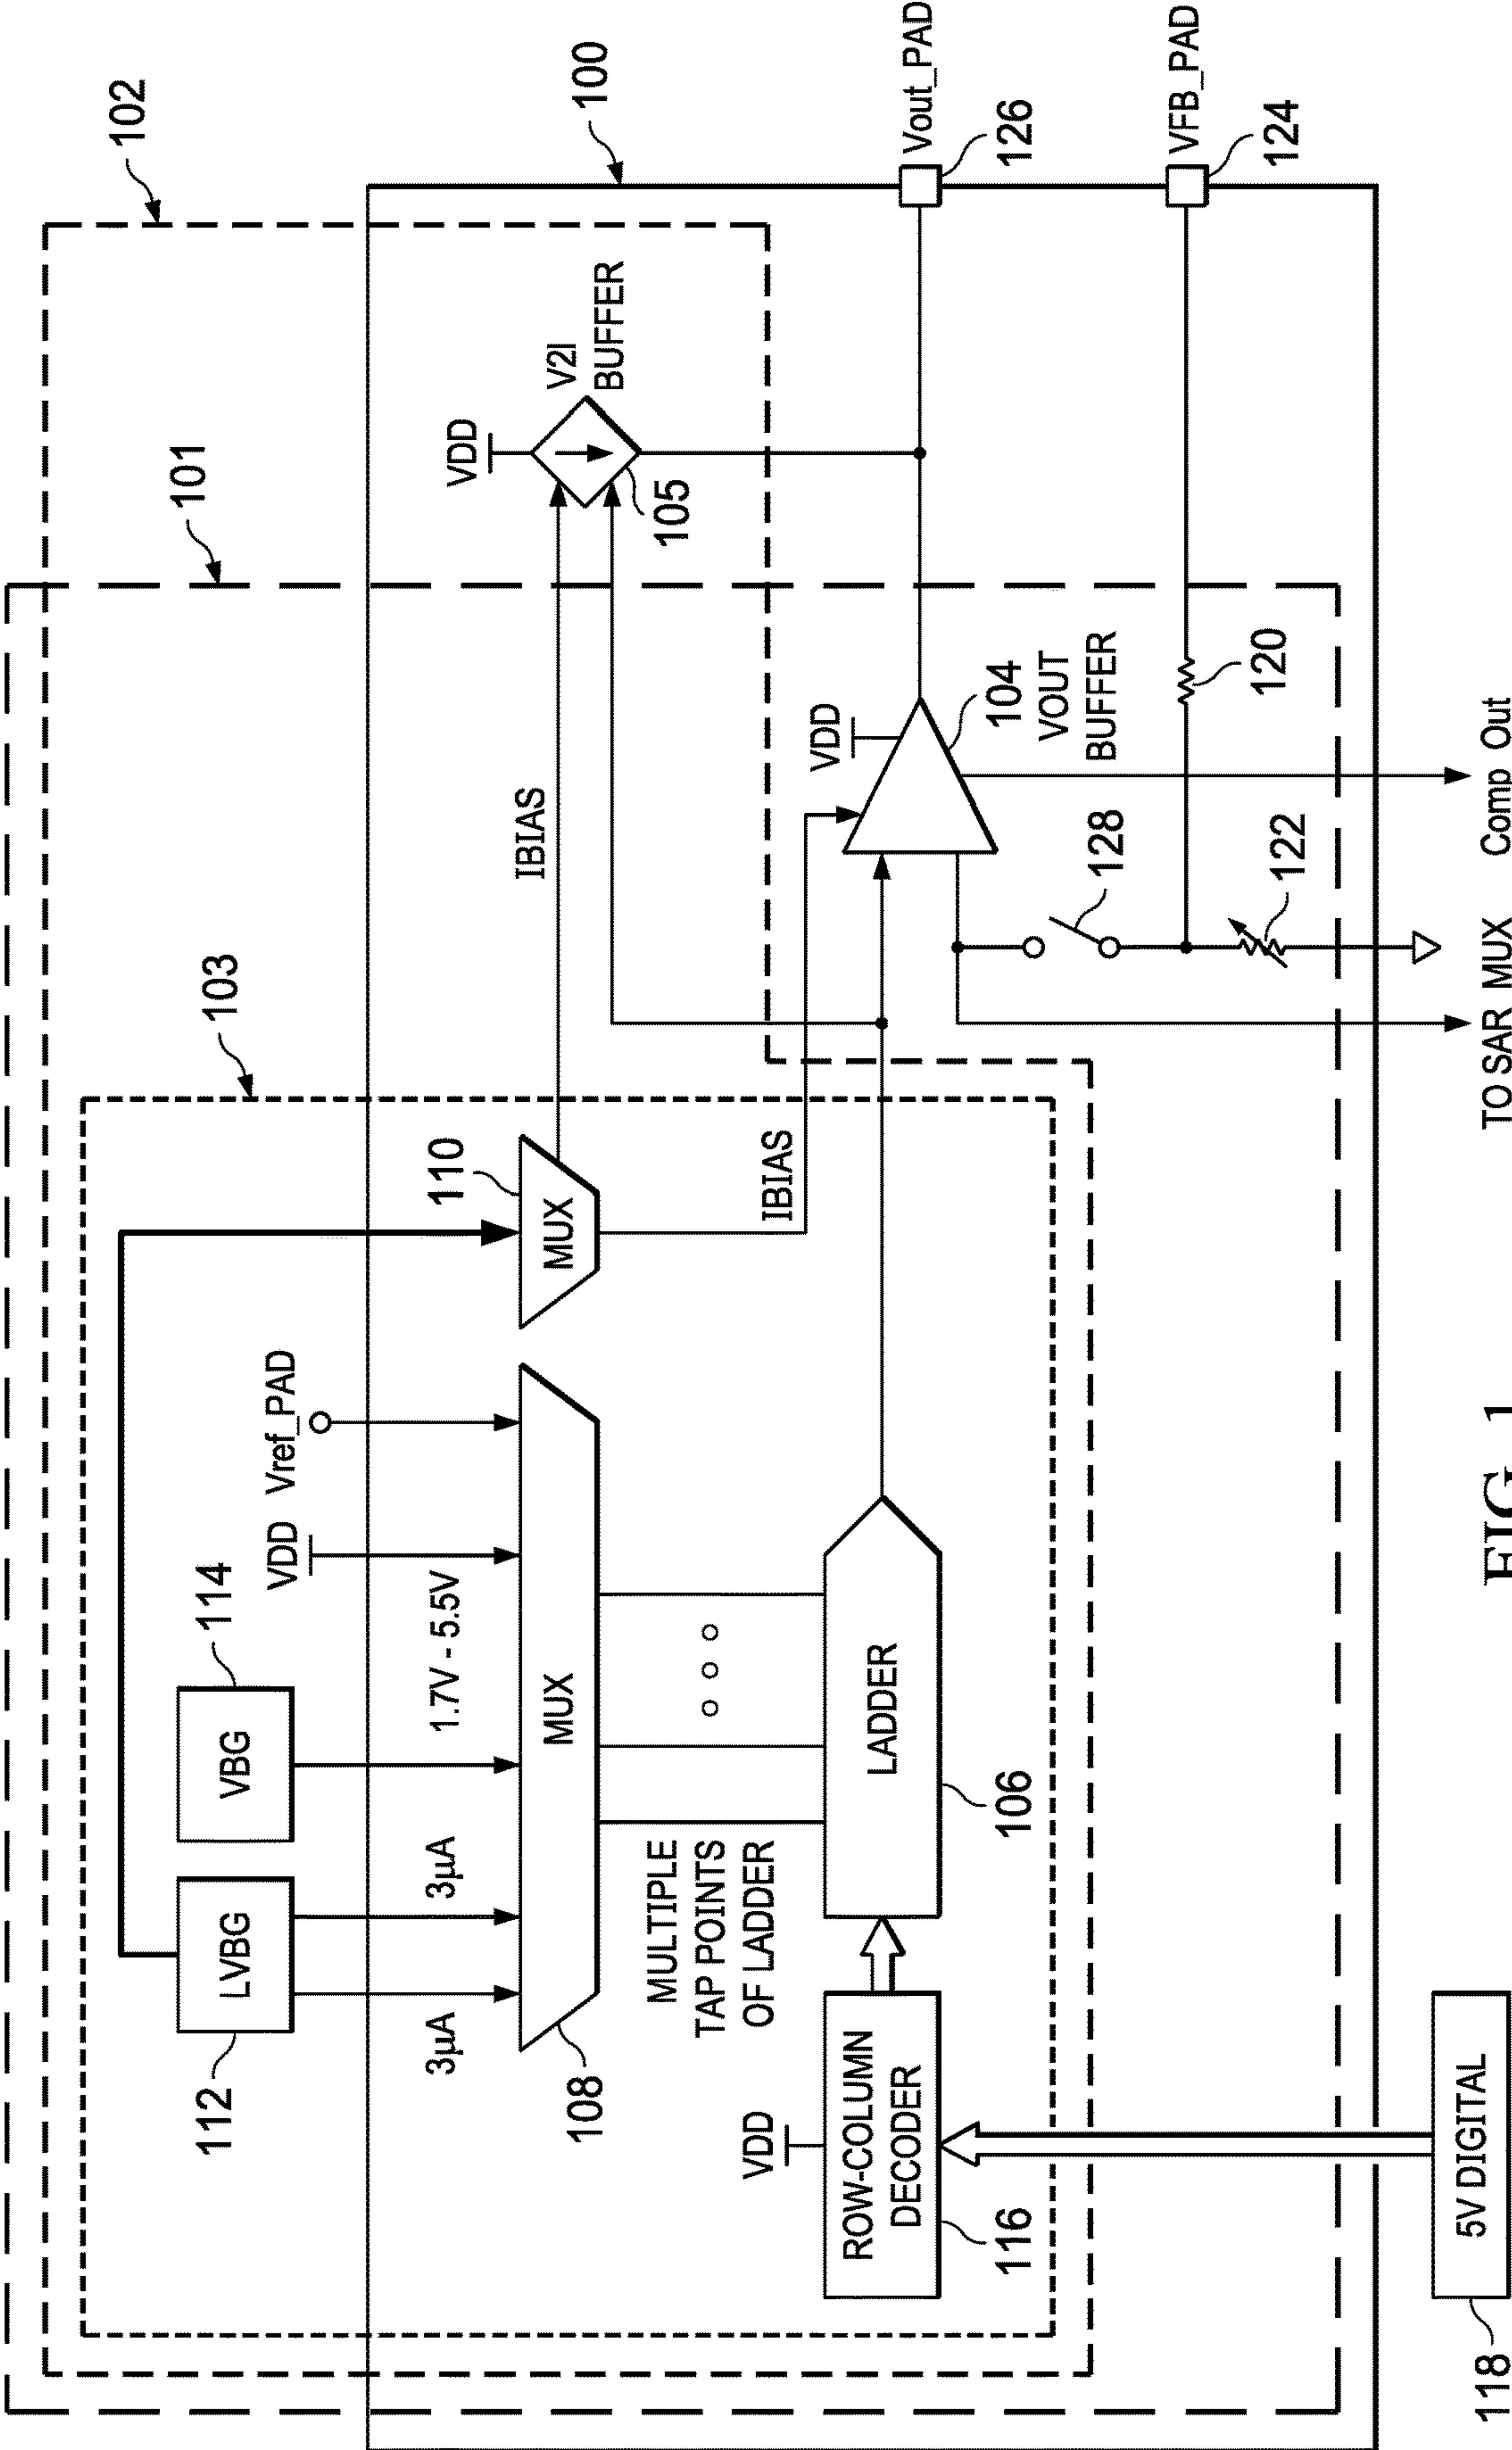 102
101
103
100
112
LVBG
114
VBG
VDD
Vref_PAD
3µA
3µA
1.7V - 5.5V
108
MUX
110
MUX
IBIAS
VDD
V2I
BUFFER
105
MULTIPLE
TAP POINTS
OF LADDER
IBIAS
VDD
ROW-COLUMN
DECODER
116
LADDER
106
VDD
104
VOUT
BUFFER
Vout_PAD
126
128
120
VFB_PAD
124
122
118
5V DIGITAL
TO SAR MUX
Comp Out
FIG. 1